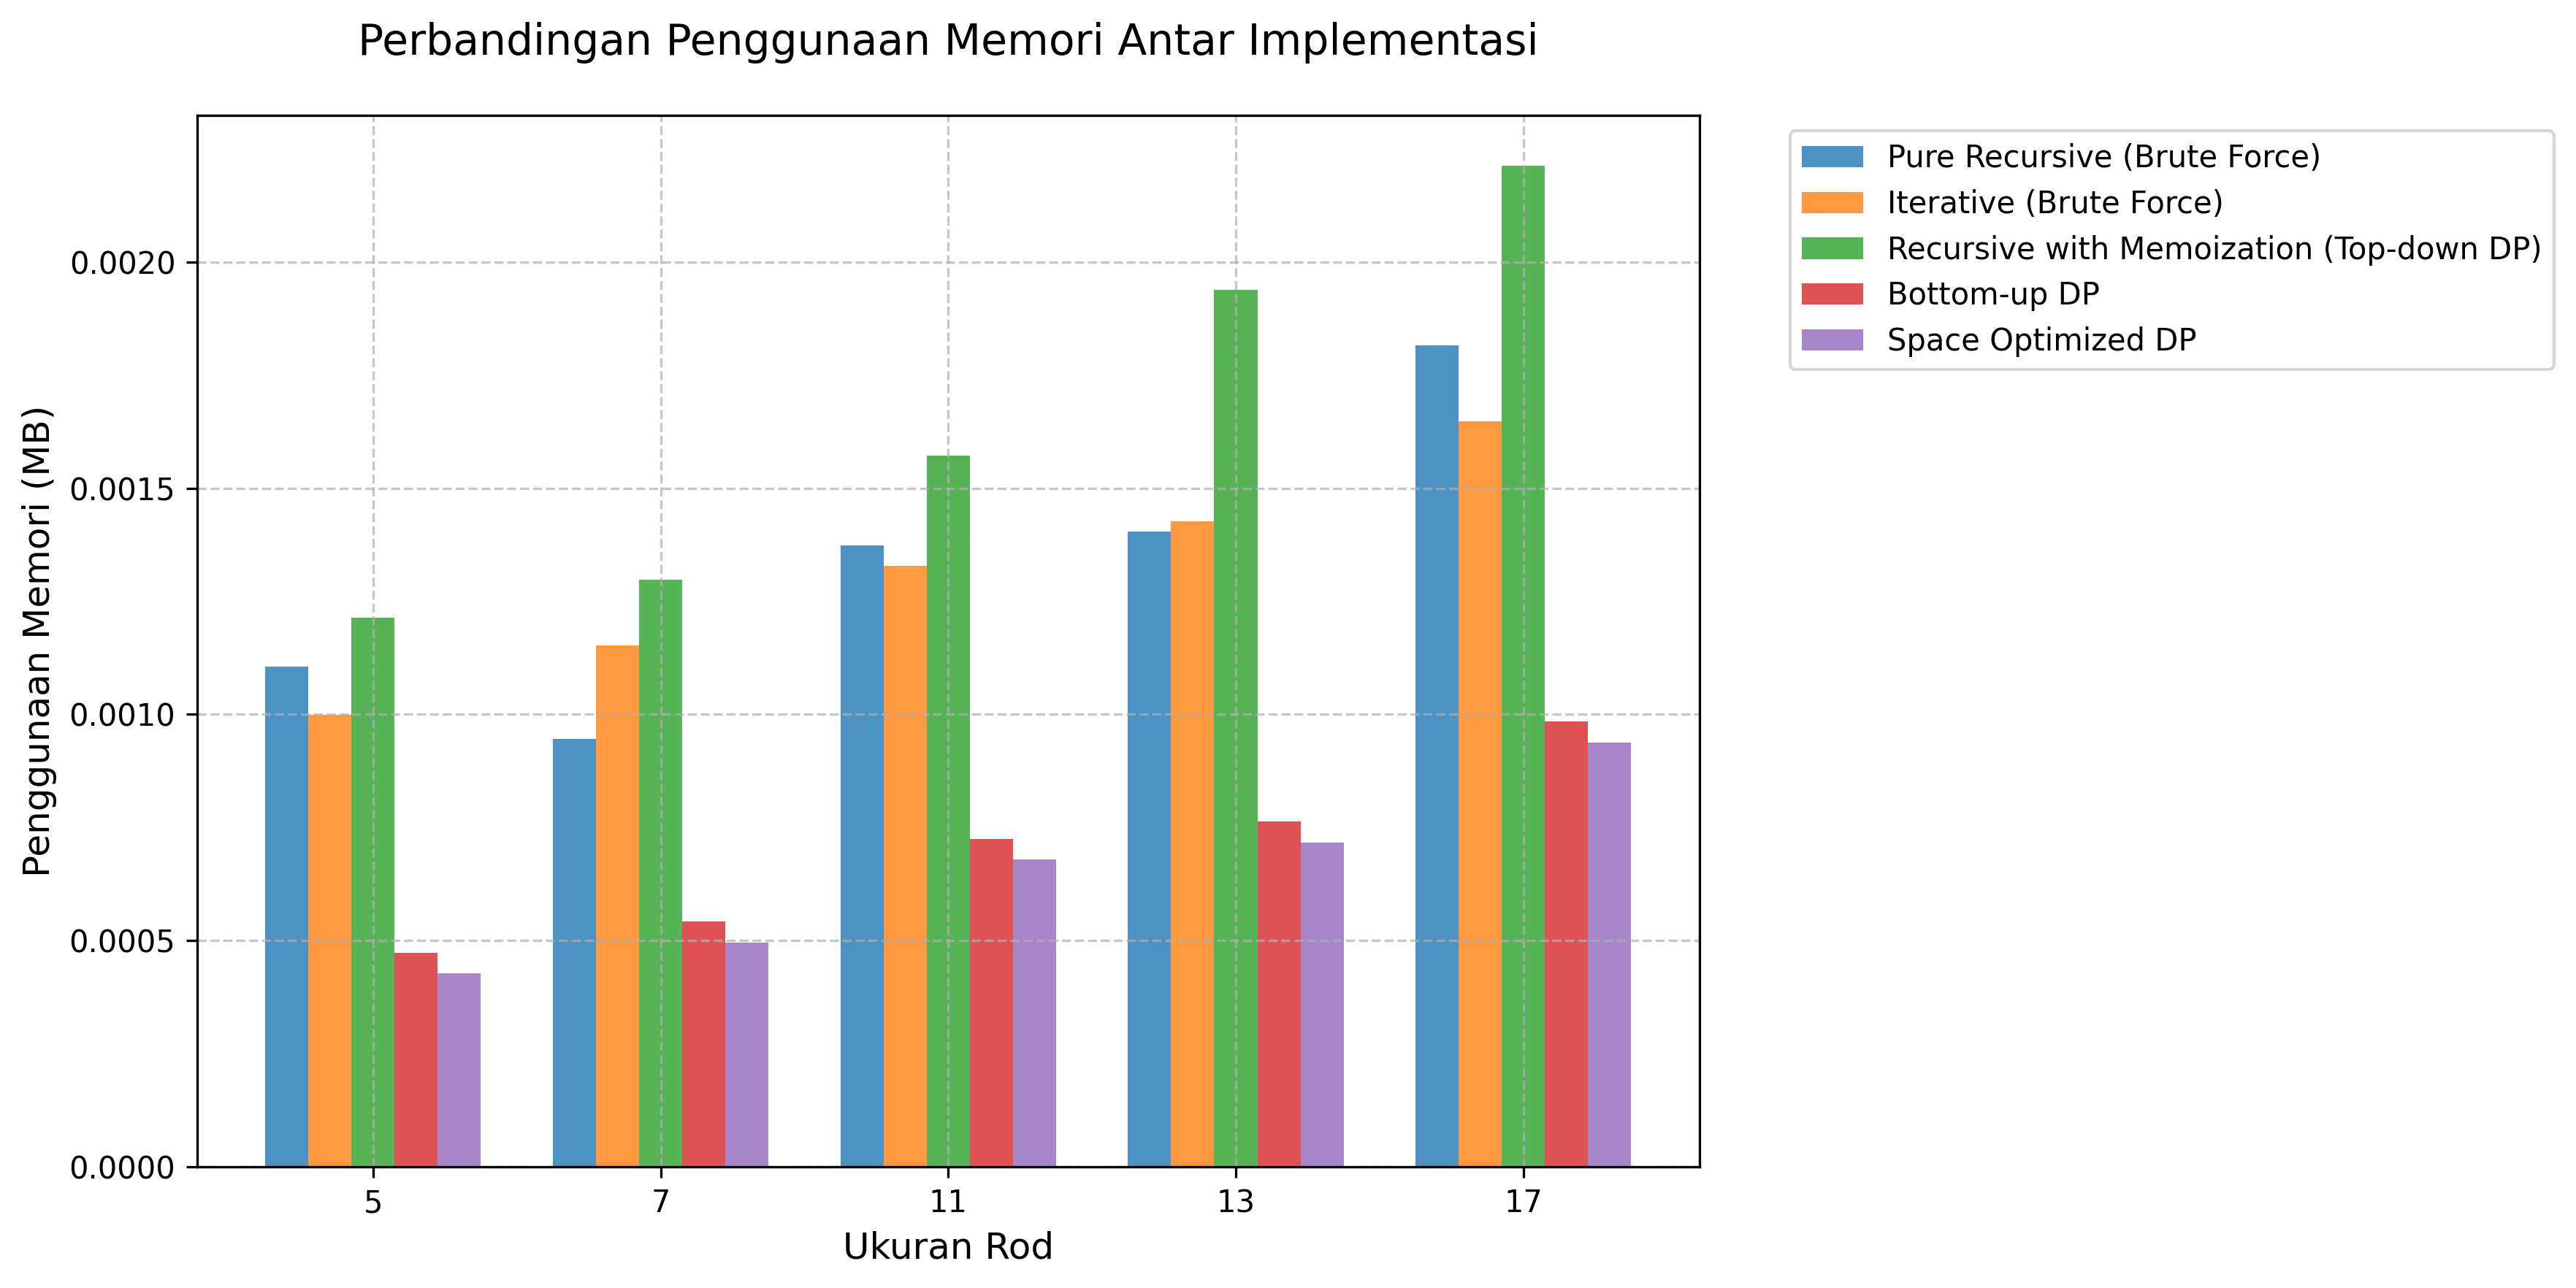 Perbandingan Penggunaan Memori Antar Implementasi
Penggunaan Memori (MB)
0.0020
0.0015
0.0010
0.0005
0.0000
5 7 11 13 17
Ukuran Rod
Pure Recursive (Brute Force)
Iterative (Brute Force)
Recursive with Memoization (Top-down DP)
Bottom-up DP
Space Optimized DP